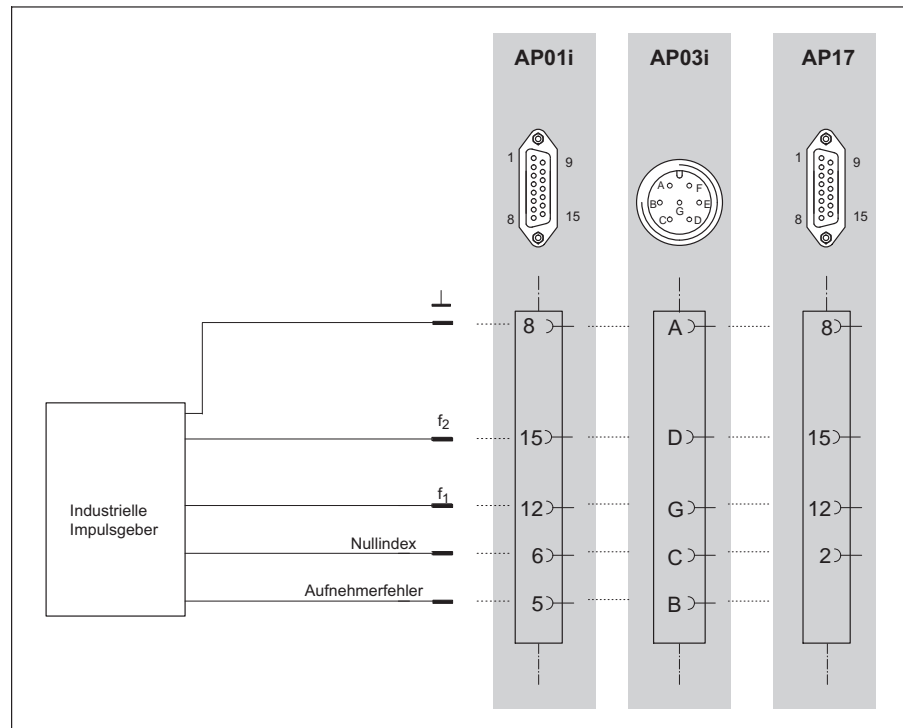 AP01i AP03i AP17
1 9 1 9
A U F
B G E
C D
8 15 8 15
⊥
8 A 8
f₂
15 D 15
f₁
12 G 12
Industrielle
Impulsgeber
Nullindex
6 C 2
Aufnehmerfehler
5 B